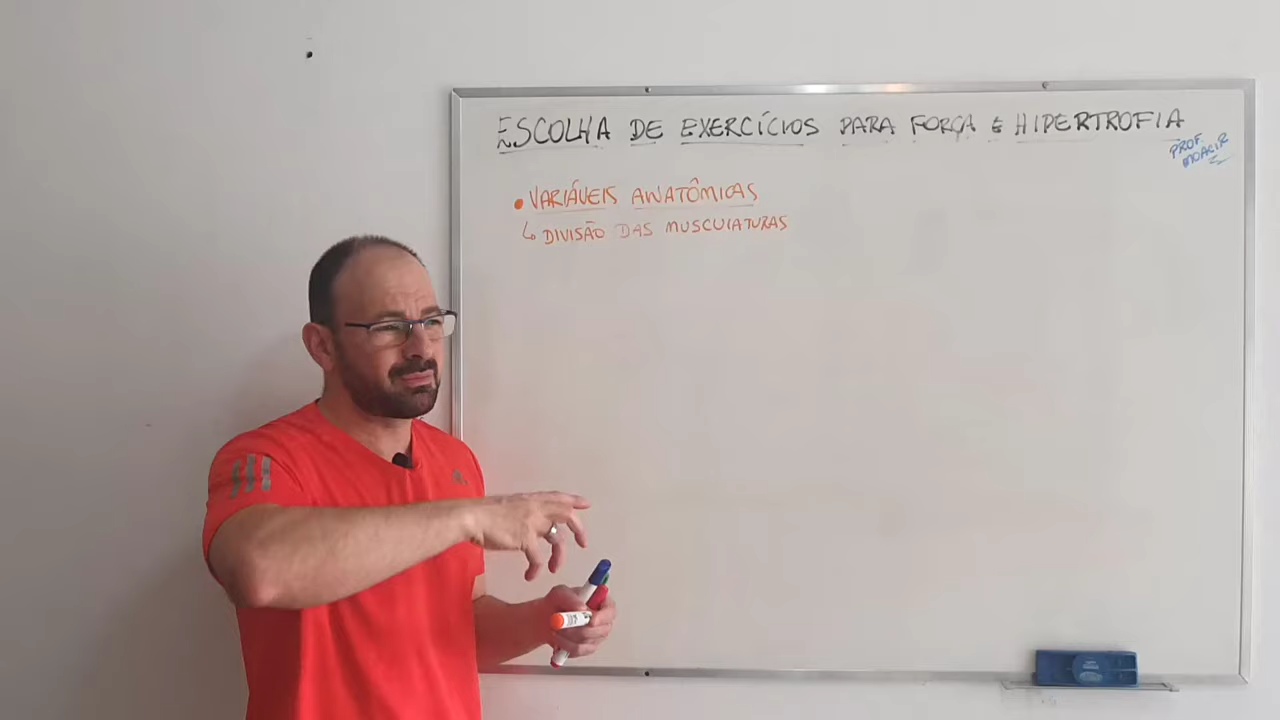 ESCOLHA DE EXERCÍCIOS PARA FORÇA E HIPERTROFIA
PROF
MOACIR
• VARIÁVEIS ANATÔMICAS
↳ DIVISÃO DAS MUSCULATURAS